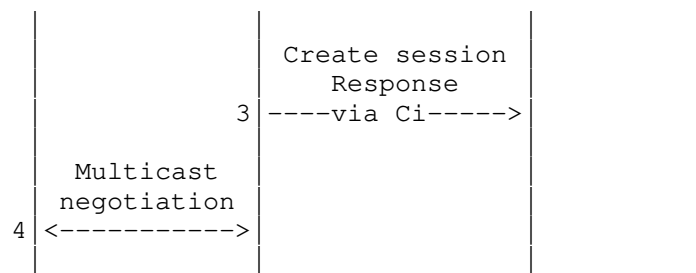 Create session
Response
3 ----via Ci----->
Multicast
negotiation
4 <----------->